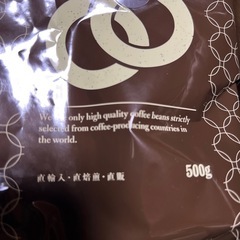 We use only high quality coffee beans strictly
selected from coffee-producing countries in
the world.
直輸入・直焙煎・直販
500g